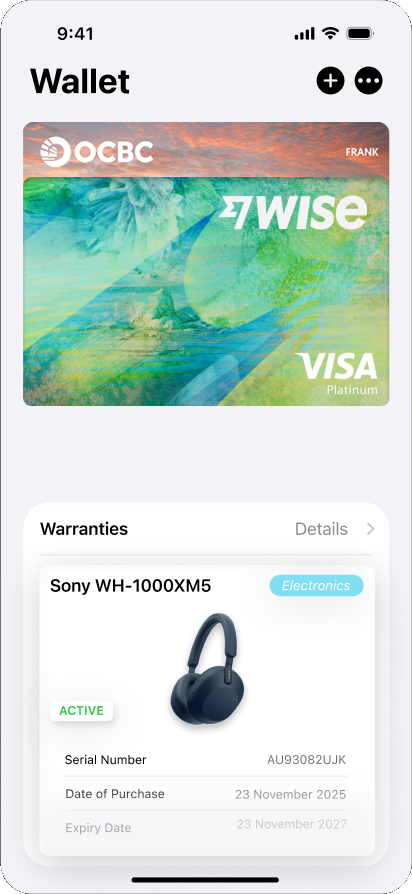 9:41
Wallet
OCBC
FRANK
WISE
VISA
Platinum
Warranties
Details
Sony WH-1000XM5
Electronics
ACTIVE
Serial Number
AU93082UJK
Date of Purchase
23 November 2025
Expiry Date
23 November 2027